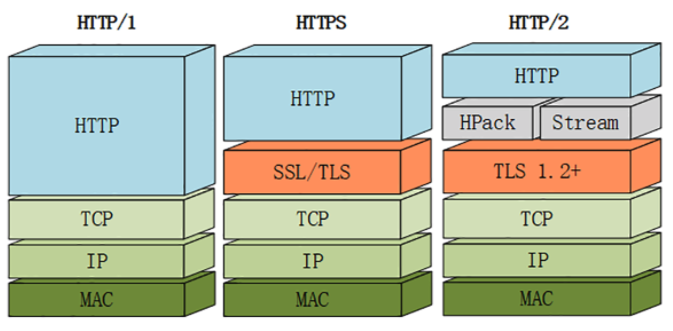 HTTP/1
HTTP
TCP
IP
MAC
HTTPS
HTTP
SSL/TLS
TCP
IP
MAC
HTTP/2
HTTP
HPack
Stream
TLS 1.2+
TCP
IP
MAC